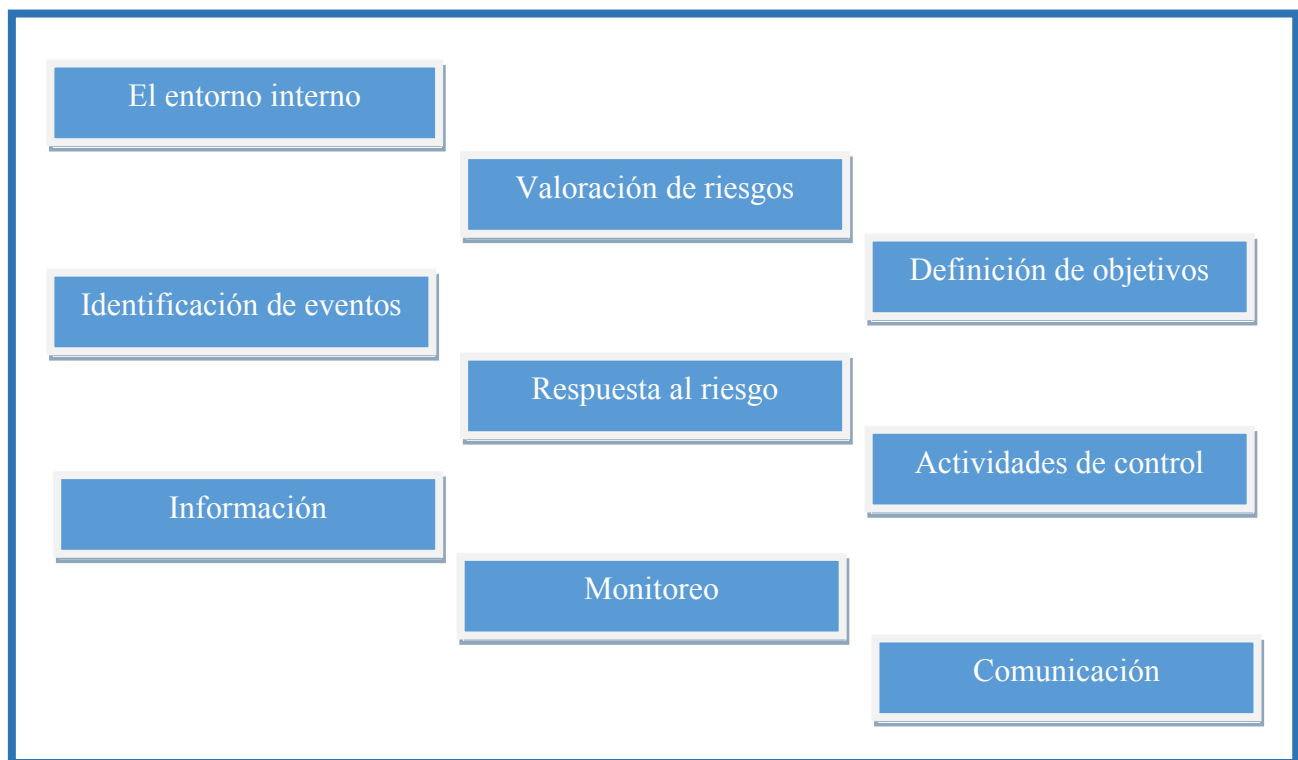 El entorno interno
Valoración de riesgos
Definición de objetivos
Identificación de eventos
Respuesta al riesgo
Actividades de control
Información
Monitoreo
Comunicación